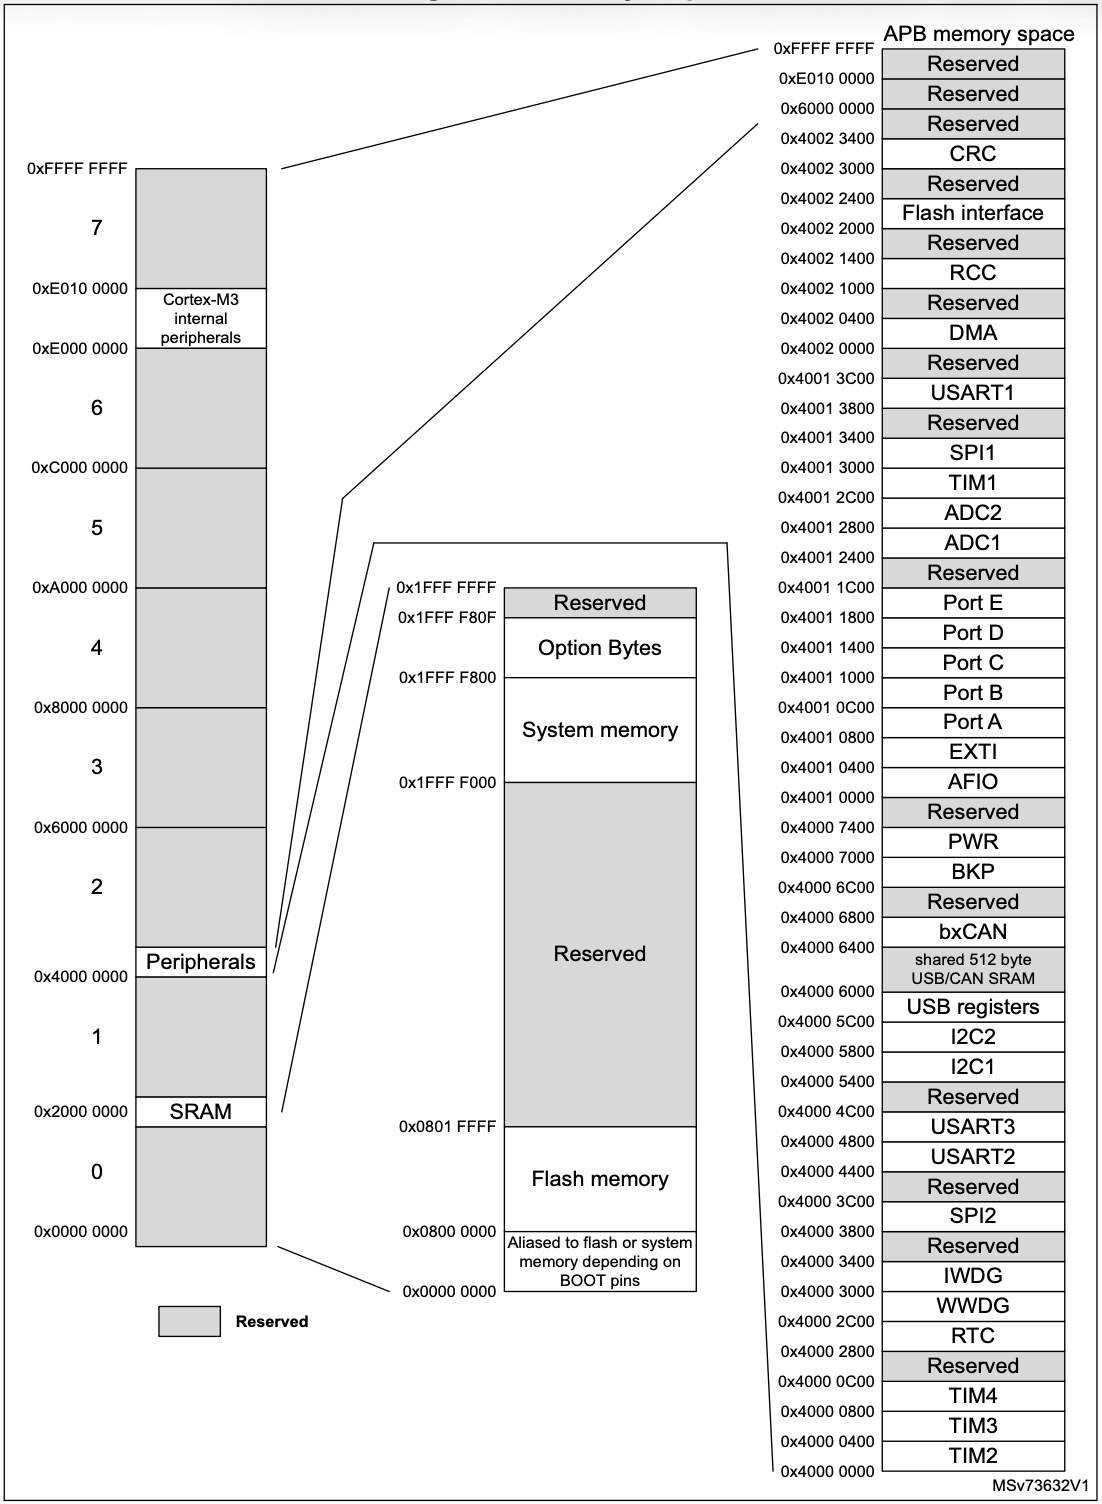 0xFFFF FFFF
7
0xE010 0000
Cortex-M3
internal
peripherals
0xE000 0000
6
0xC000 0000
5
0xA000 0000
4
0x8000 0000
3
0x6000 0000
2
Peripherals
0x4000 0000
1
0x2000 0000
SRAM
0
0x0000 0000
Reserved
0x1FFF FFFF
Reserved
0x1FFF F80F
Option Bytes
0x1FFF F800
System memory
0x1FFF F000
Reserved
0x0801 FFFF
Flash memory
0x0800 0000
Aliased to flash or system
memory depending on
BOOT pins
0x0000 0000
APB memory space
0xFFFF FFFF
Reserved
0xE010 0000
Reserved
0x6000 0000
Reserved
0x4002 3400
CRC
0x4002 3000
Reserved
0x4002 2400
Flash interface
0x4002 2000
Reserved
0x4002 1400
RCC
0x4002 1000
Reserved
0x4002 0400
DMA
0x4002 0000
Reserved
0x4001 3C00
USART1
0x4001 3800
Reserved
0x4001 3400
SPI1
0x4001 3000
TIM1
0x4001 2C00
ADC2
0x4001 2800
ADC1
0x4001 2400
Reserved
0x4001 1C00
Port E
0x4001 1800
Port D
0x4001 1400
Port C
0x4001 1000
Port B
0x4001 0C00
Port A
0x4001 0800
EXTI
0x4001 0400
AFIO
0x4001 0000
Reserved
0x4000 7400
PWR
0x4000 7000
BKP
0x4000 6C00
Reserved
0x4000 6800
bxCAN
0x4000 6400
shared 512 byte
USB/CAN SRAM
0x4000 6000
USB registers
0x4000 5C00
I2C2
0x4000 5800
I2C1
0x4000 5400
Reserved
0x4000 4C00
USART3
0x4000 4800
USART2
0x4000 4400
Reserved
0x4000 3C00
SPI2
0x4000 3800
Reserved
0x4000 3400
IWDG
0x4000 3000
WWDG
0x4000 2C00
RTC
0x4000 2800
Reserved
0x4000 0C00
TIM4
0x4000 0800
TIM3
0x4000 0400
TIM2
0x4000 0000
MSv73632V1